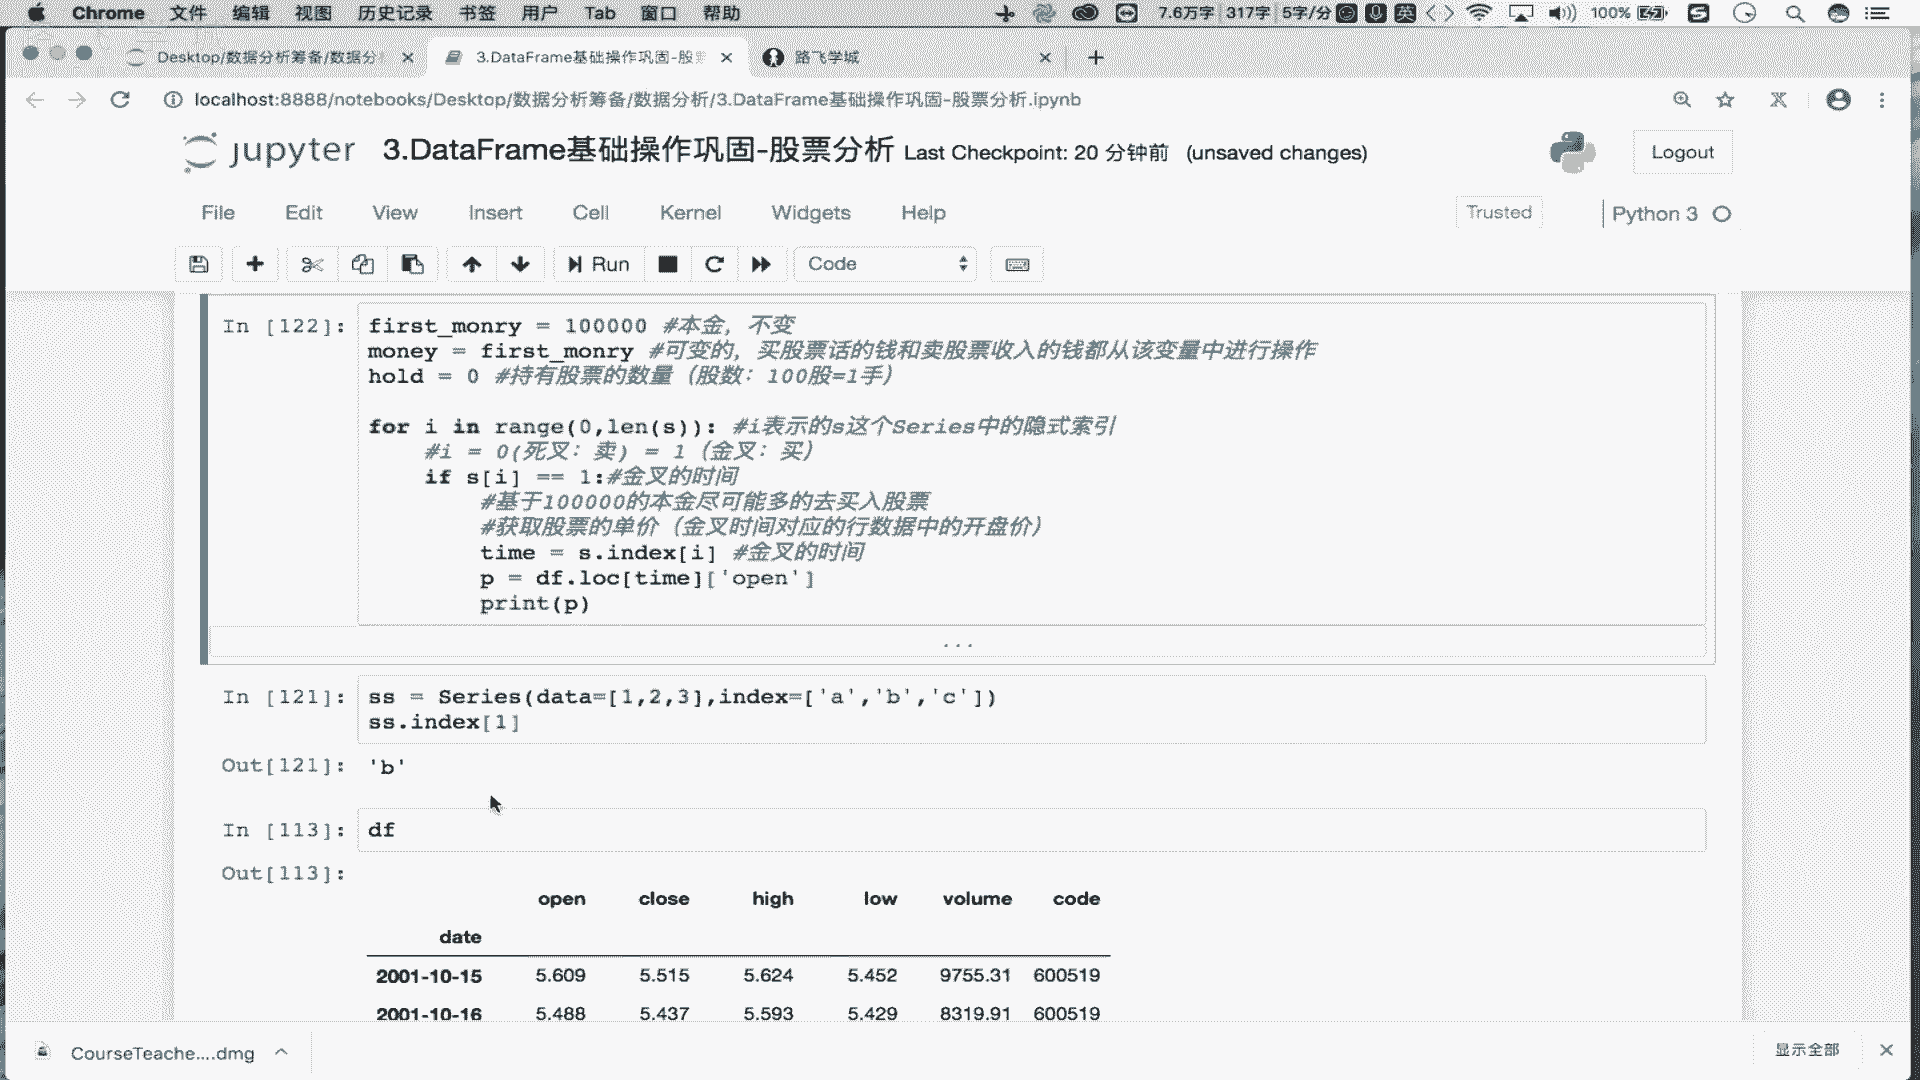 Chrome 文件 编辑 视图 历史记录 书签 用户 Tab 窗口 帮助 7.6万字 317字 5字/分 英 100%
Desktop/数据分析筹备/数据分 3.DataFrame基础操作巩固-股 路飞学城
localhost:8888/notebooks/Desktop/数据分析筹备/数据分析/3.DataFrame基础操作巩固-股票分析.ipynb
jupyter 3.DataFrame基础操作巩固-股票分析 Last Checkpoint: 20 分钟前 (unsaved changes) Logout
File Edit View Insert Cell Kernel Widgets Help Trusted Python 3
Run Code
In [122]: first_monry = 100000 #本金, 不变
money = first_monry #可变的, 买股票话的钱和卖股票收入的钱都从该变量中进行操作
hold = 0 #持有股票的数量（股数: 100股=1手）
for i in range(0,len(s)): #i表示的s这个Series中的隐式索引
#i = 0(死叉: 卖) = 1（金叉: 买）
if s[i] == 1:#金叉的时间
#基于100000的本金尽可能多的去买入股票
#获取股票的单价（金叉时间对应的行数据中的开盘价）
time = s.index[i] #金叉的时间
p = df.loc[time]['open']
print(p)
...
In [121]: ss = Series(data=[1,2,3],index=['a','b','c'])
ss.index[1]
Out[121]: 'b'
In [113]: df
Out[113]:
open close high low volume code
date
2001-10-15 5.609 5.515 5.624 5.452 9755.31 600519
2001-10-16 5.488 5.437 5.593 5.429 8319.91 600519
CourseTeache....dmg 显示全部